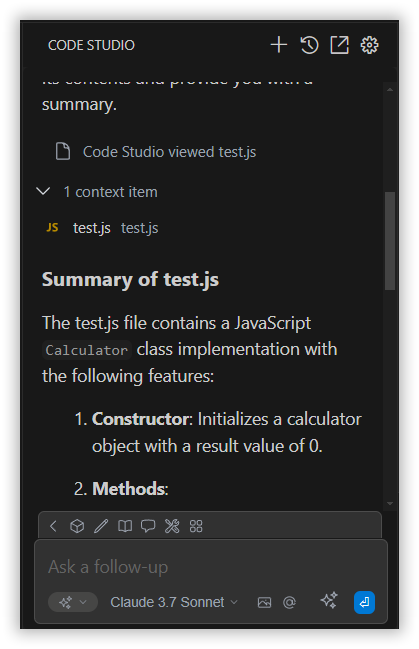 CODE STUDIO
its contents and provide you with a
summary.
Code Studio viewed test.js
1 context item
JS test.js test.js
Summary of test.js
The test.js file contains a JavaScript
Calculator class implementation with
the following features:
1. Constructor: Initializes a calculator
object with a result value of 0.
2. Methods:
Ask a follow-up
Claude 3.7 Sonnet